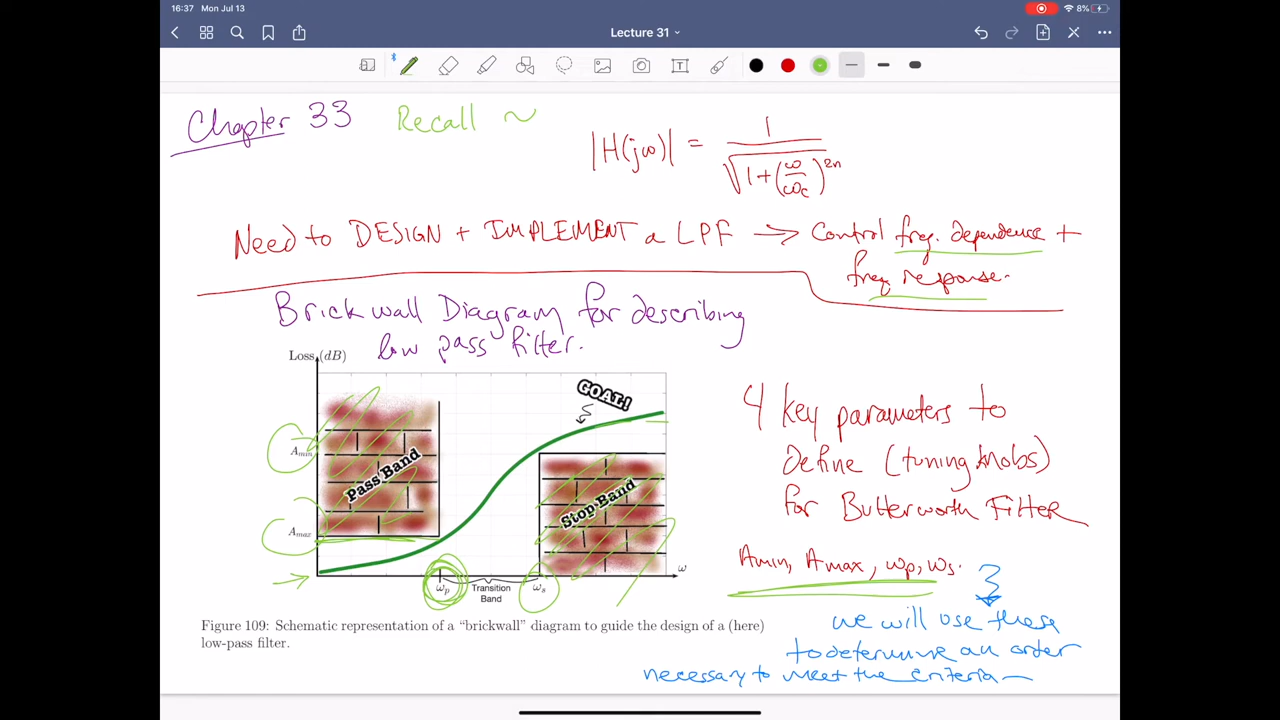 16:37 Mon Jul 13
8%
Lecture 31
Chapter 33 Recall ~
|H(jω)| = 1 / √(1+(ω/ωc)^2n)
Need to DESIGN + IMPLEMENT a LPF → Control freq. dependence +
freq response.
Brickwall Diagram for describing
low pass filter.
Loss (dB)
GOAL!
Amin
Pass Band
Stop Band
Amax
ω
ωp
Transition
Band
ωs
4 key parameters to
Define (tuning knobs)
for Butterworth Filter
Amin, Amax, ωp, ωs.
we will use these
to determine an order
necessary to meet the criteria
Figure 109: Schematic representation of a “brickwall” diagram to guide the design of a (here)
low-pass filter.